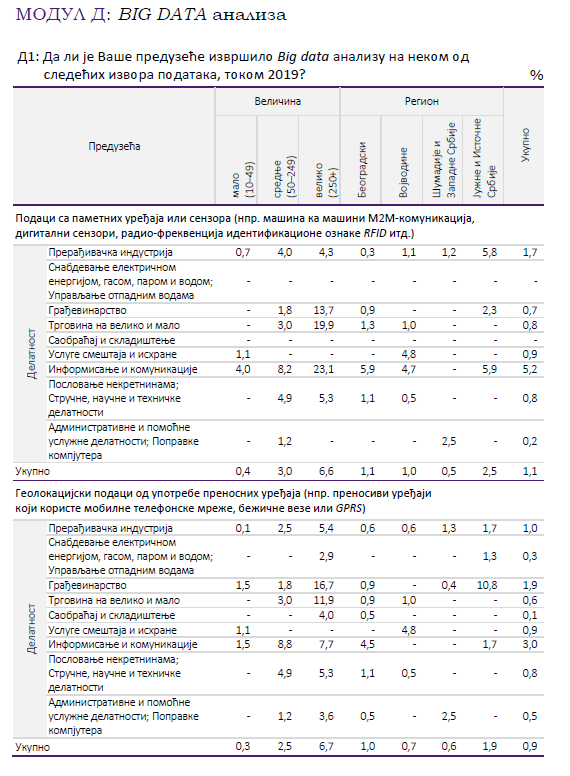 МОДУЛ Д: BIG DATA анализа
Д1: Да ли је Ваше предузеће извршило Big data анализу на неком од
следећих извора података, током 2019?
%
Предузећа
Величина
Регион
Укупно
мало
(10–49)
средње
(50–249)
велико
(250+)
Београдски
Војводине
Шумадије и
Западне Србије
Јужне и Источне
Србије
Подаци са паметних уређаја или сензора (нпр. машина ка машини M2M-комуникација,
дигитални сензори, радио-фреквенција идентификационе ознаке RFID итд.)
Делатност
Прерађивачка индустрија 0,7 4,0 4,3 0,3 1,1 1,2 5,8 1,7
Снабдевање електричном
енергијом, гасом, паром и водом; - - - - - - - -
Управљање отпадним водама
Грађевинарство - 1,8 13,7 0,9 - - 2,3 0,7
Трговина на велико и мало - 3,0 19,9 1,3 1,0 - - 0,8
Саобраћај и складиштење - - - - - - - -
Услуге смештаја и исхране 1,1 - - - 4,8 - - 0,9
Информисање и комуникације 4,0 8,2 23,1 5,9 4,7 - 5,9 5,2
Пословање некретнинама;
Стручне, научне и техничке - 4,9 5,3 1,1 0,5 - - 0,8
делатности
Административне и помоћне
услужне делатности; Поправке - 1,2 - - - 2,5 - 0,2
компјутера
Укупно 0,4 3,0 6,6 1,1 1,0 0,5 2,5 1,1
Геолокацијски подаци од употребе преносних уређаја (нпр. преносиви уређаји
који користе мобилне телефонске мреже, бежичне везе или GPRS)
Делатност
Прерађивачка индустрија 0,1 2,5 5,4 0,6 0,6 1,3 1,7 1,0
Снабдевање електричном
енергијом, гасом, паром и водом; - - 2,9 - - - 1,3 0,3
Управљање отпадним водама
Грађевинарство 1,5 1,8 16,7 0,9 - 0,4 10,8 1,9
Трговина на велико и мало - 3,0 11,9 0,9 1,0 - - 0,6
Саобраћај и складиштење - - 4,0 0,5 - - - 0,1
Услуге смештаја и исхране 1,1 - - - 4,8 - - 0,9
Информисање и комуникације 1,5 8,8 7,7 4,5 - - 1,7 3,0
Пословање некретнинама;
Стручне, научне и техничке - 4,9 5,3 1,1 0,5 - - 0,8
делатности
Административне и помоћне
услужне делатности; Поправке - 1,2 3,6 0,5 - 2,5 - 0,5
компјутера
Укупно 0,3 2,5 6,7 1,0 0,7 0,6 1,9 0,9